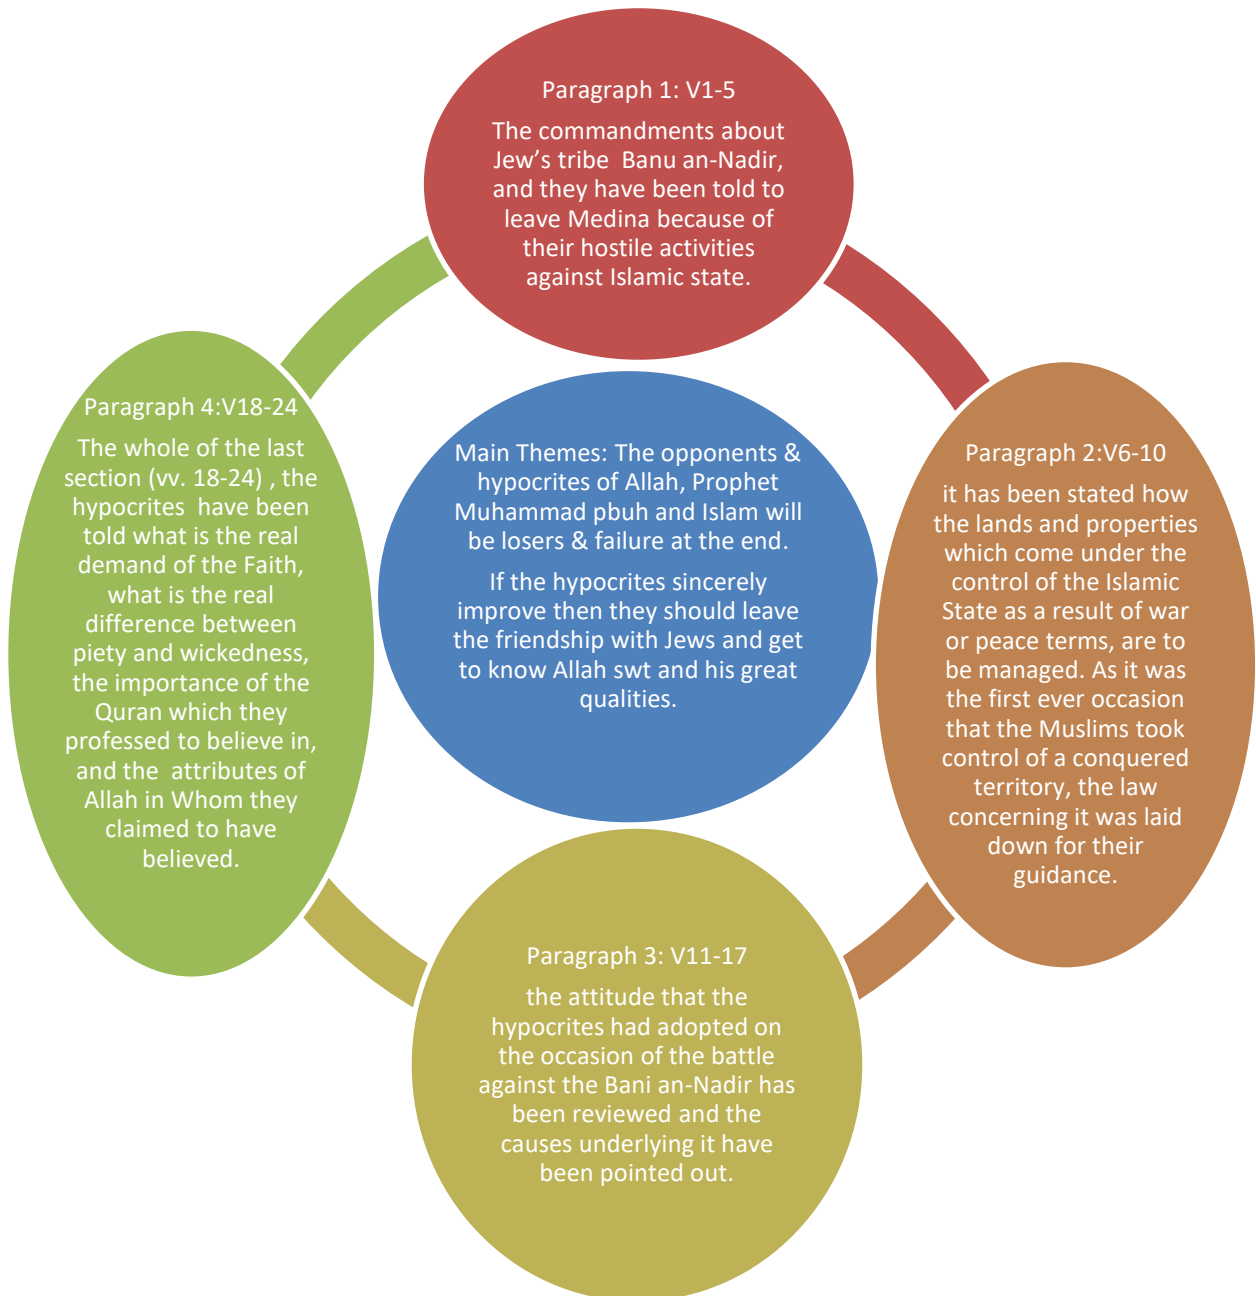 Paragraph 1: V1-5
The commandments about
Jew’s tribe Banu an-Nadir,
and they have been told to
leave Medina because of
their hostile activities
against Islamic state.
Paragraph 2:V6-10
it has been stated how
the lands and properties
which come under the
control of the Islamic
State as a result of war
or peace terms, are to
be managed. As it was
the first ever occasion
that the Muslims took
control of a conquered
territory, the law
concerning it was laid
down for their
guidance.
Paragraph 3: V11-17
the attitude that the
hypocrites had adopted on
the occasion of the battle
against the Bani an-Nadir has
been reviewed and the
causes underlying it have
been pointed out.
Paragraph 4:V18-24
The whole of the last
section (vv. 18-24) , the
hypocrites have been
told what is the real
demand of the Faith,
what is the real
difference between
piety and wickedness,
the importance of the
Quran which they
professed to believe in,
and the attributes of
Allah in Whom they
claimed to have
believed.
Main Themes: The opponents &
hypocrites of Allah, Prophet
Muhammad pbuh and Islam will
be losers & failure at the end.
If the hypocrites sincerely
improve then they should leave
the friendship with Jews and get
to know Allah swt and his great
qualities.